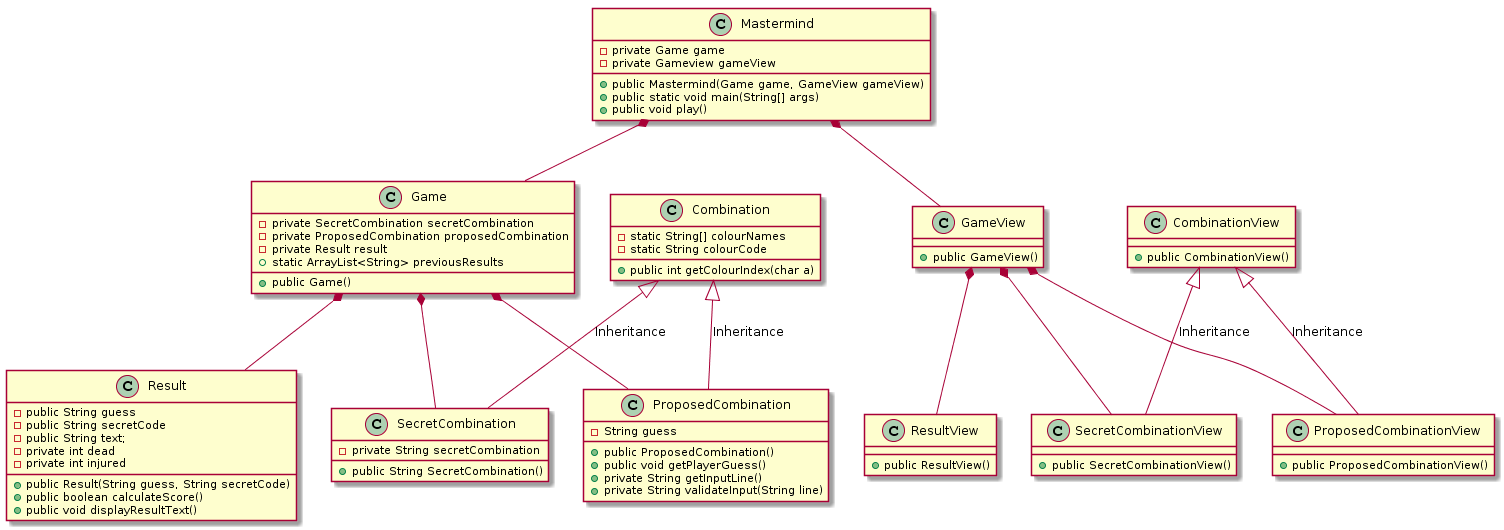 C Mastermind
private Game game
private Gameview gameView
public Mastermind(Game game, GameView gameView)
public static void main(String[] args)
public void play()
C Game
private SecretCombination secretCombination
private ProposedCombination proposedCombination
private Result result
static ArrayList<String> previousResults
public Game()
C Combination
static String[] colourNames
static String colourCode
public int getColourIndex(char a)
C GameView
public GameView()
C CombinationView
public CombinationView()
Inheritance
Inheritance
Inheritance
Inheritance
C Result
public String guess
public String secretCode
public String text;
private int dead
private int injured
public Result(String guess, String secretCode)
public boolean calculateScore()
public void displayResultText()
C SecretCombination
private String secretCombination
public String SecretCombination()
C ProposedCombination
String guess
public ProposedCombination()
public void getPlayerGuess()
private String getInputLine()
private String validateInput(String line)
C ResultView
public ResultView()
C SecretCombinationView
public SecretCombinationView()
C ProposedCombinationView
public ProposedCombinationView()